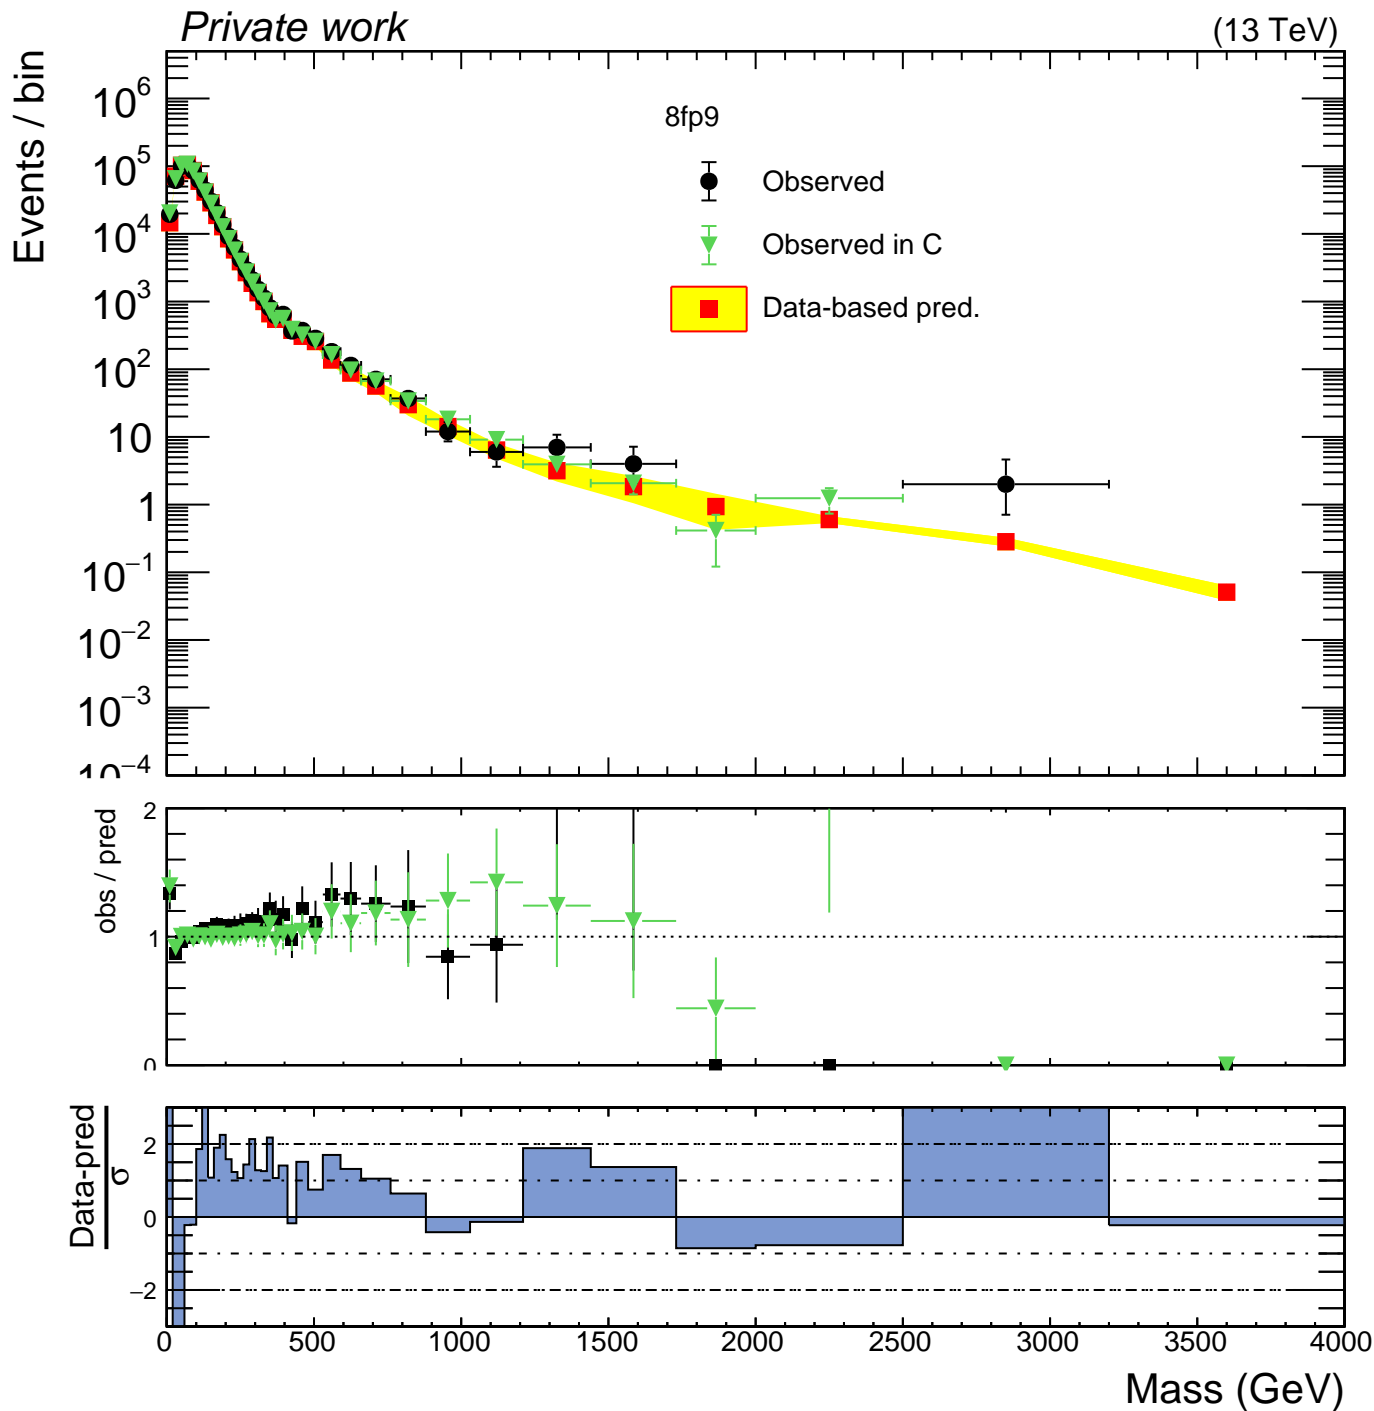 Private work (13 TeV)
Events / bin
10^6
10^5
10^4
10^3
10^2
10
1
10^−1
10^−2
10^−3
10^−4
8fp9
Observed
Observed in C
Data-based pred.
obs / pred
2
1
0
Data-pred
σ
2
0
−2
0 500 1000 1500 2000 2500 3000 3500 4000
Mass (GeV)